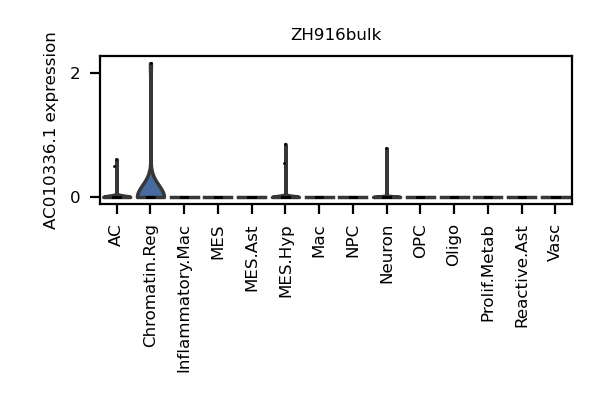 ZH916bulk
AC010336.1 expression
2
0
AC
Chromatin.Reg
Inflammatory.Mac
MES
MES.Ast
MES.Hyp
Mac
NPC
Neuron
OPC
Oligo
Prolif.Metab
Reactive.Ast
Vasc